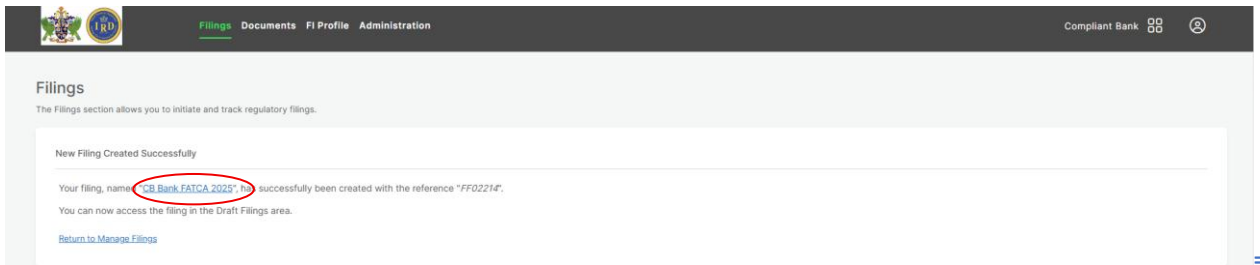 IRD
Filings Documents FI Profile Administration
Compliant Bank
Filings
The Filings section allows you to initiate and track regulatory filings.
New Filing Created Successfully
Your filing, named "CB Bank FATCA 2025", has successfully been created with the reference "FF02214".
You can now access the filing in the Draft Filings area.
Return to Manage Filings